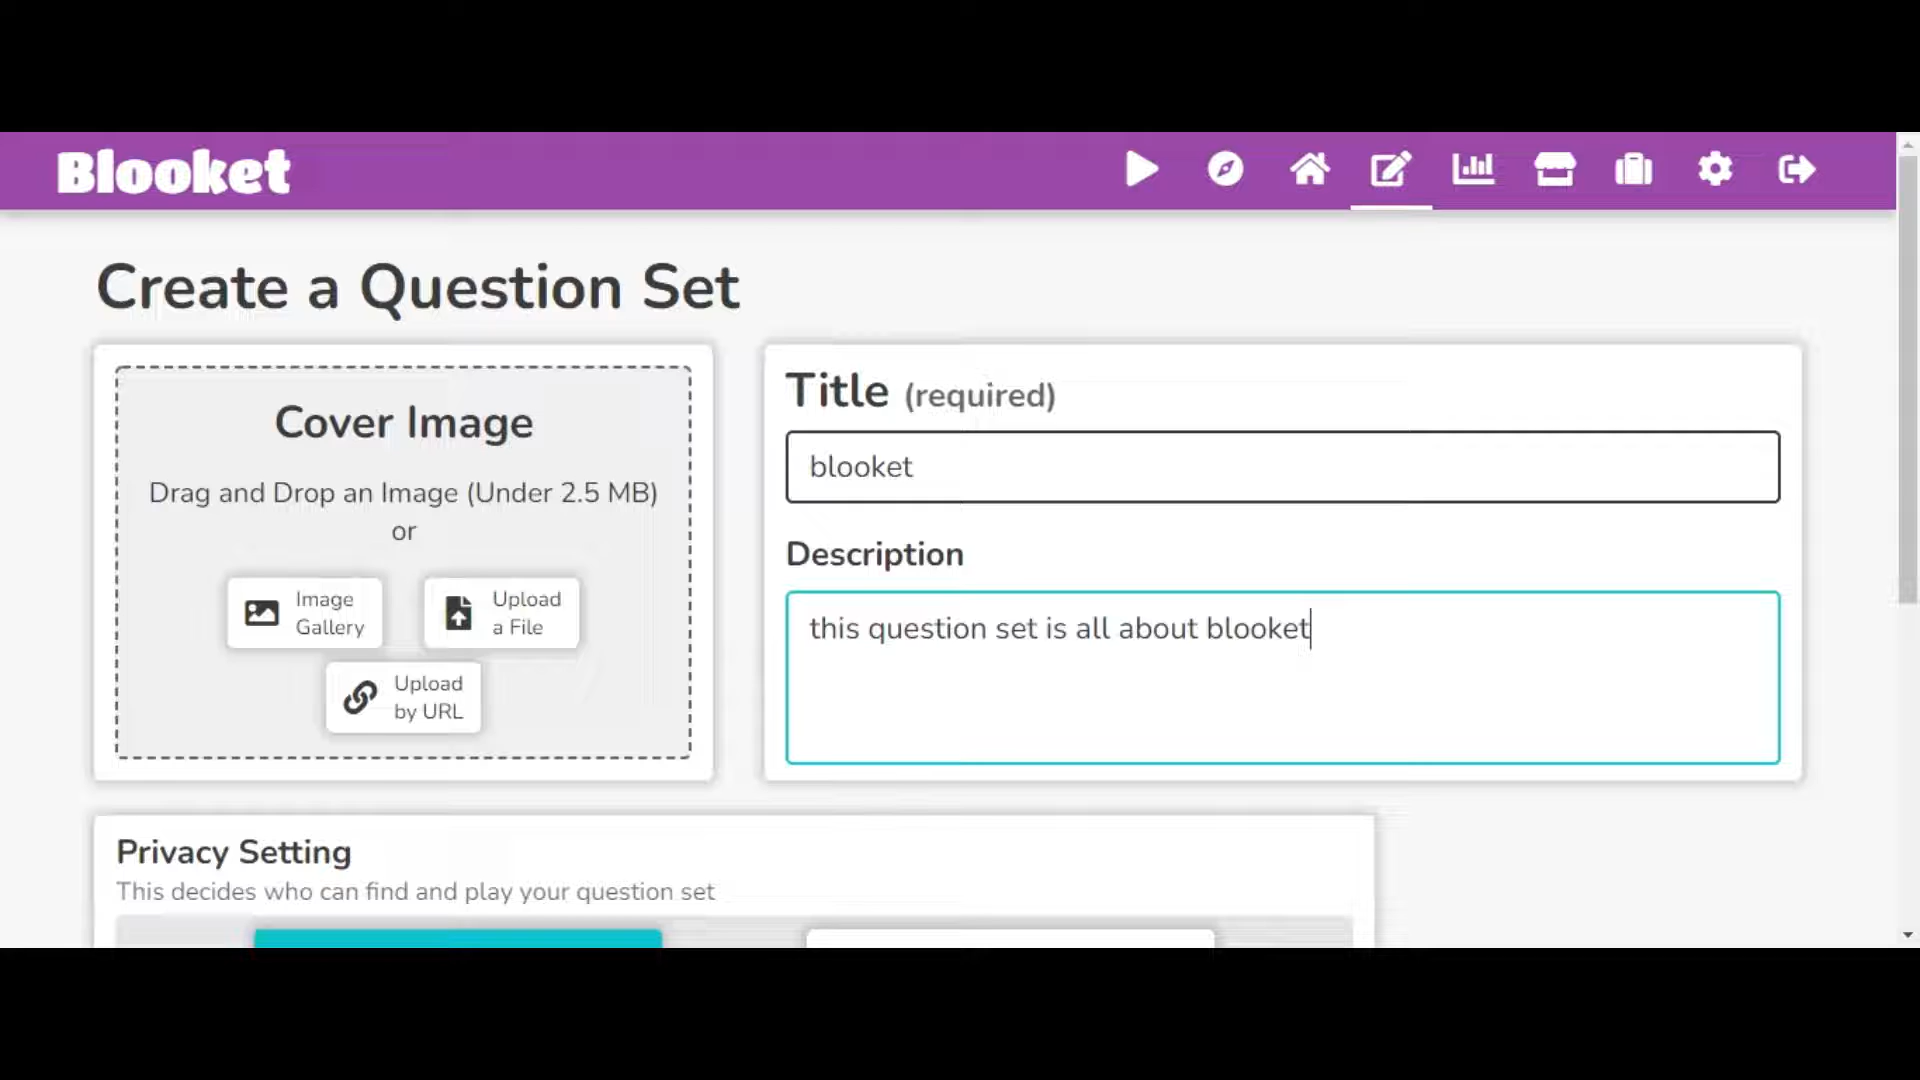 Blooket
Create a Question Set
Cover Image
Drag and Drop an Image (Under 2.5 MB)
or
Image
Gallery
Upload
a File
Upload
by URL
Title (required)
blooket
Description
this question set is all about blooket
Privacy Setting
This decides who can find and play your question set